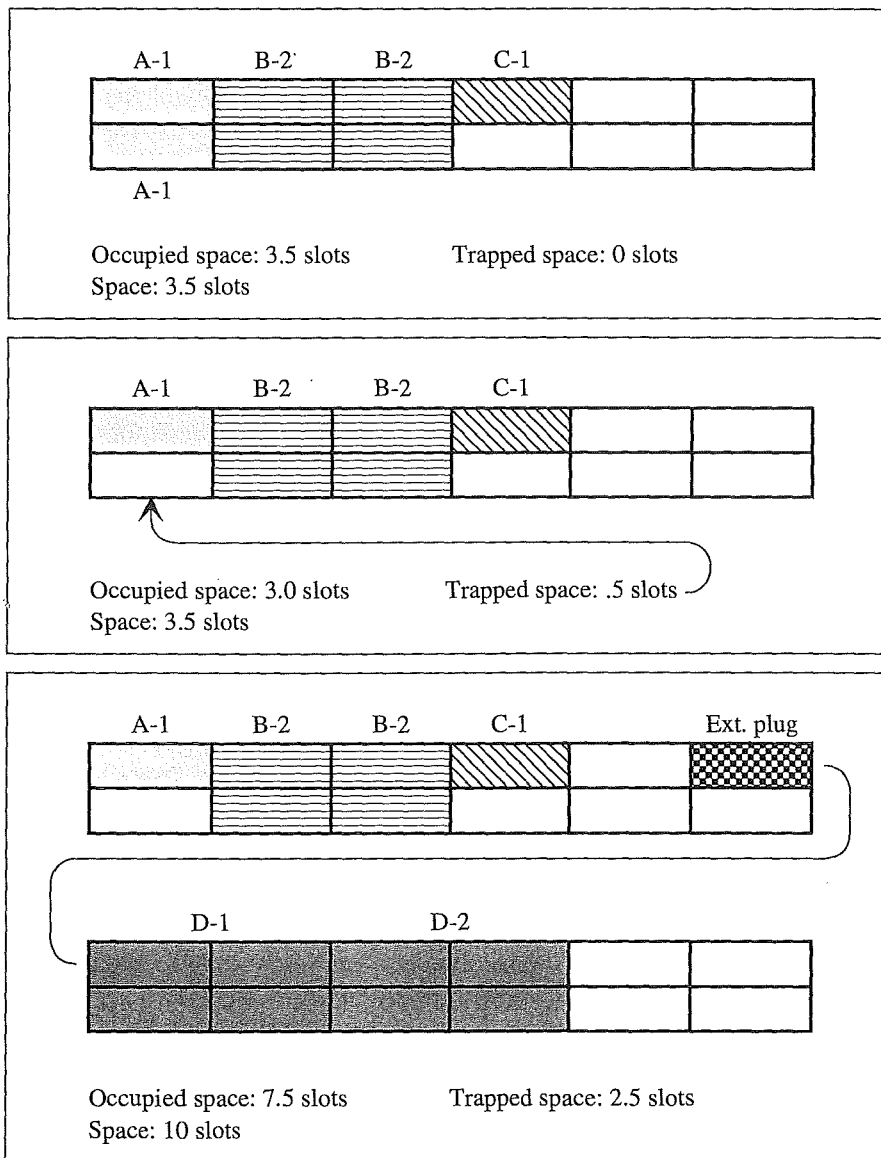 A-1 B-2 B-2 C-1
A-1
Occupied space: 3.5 slots Trapped space: 0 slots
Space: 3.5 slots
A-1 B-2 B-2 C-1
Occupied space: 3.0 slots Trapped space: .5 slots
Space: 3.5 slots
A-1 B-2 B-2 C-1 Ext. plug
D-1 D-2
Occupied space: 7.5 slots Trapped space: 2.5 slots
Space: 10 slots